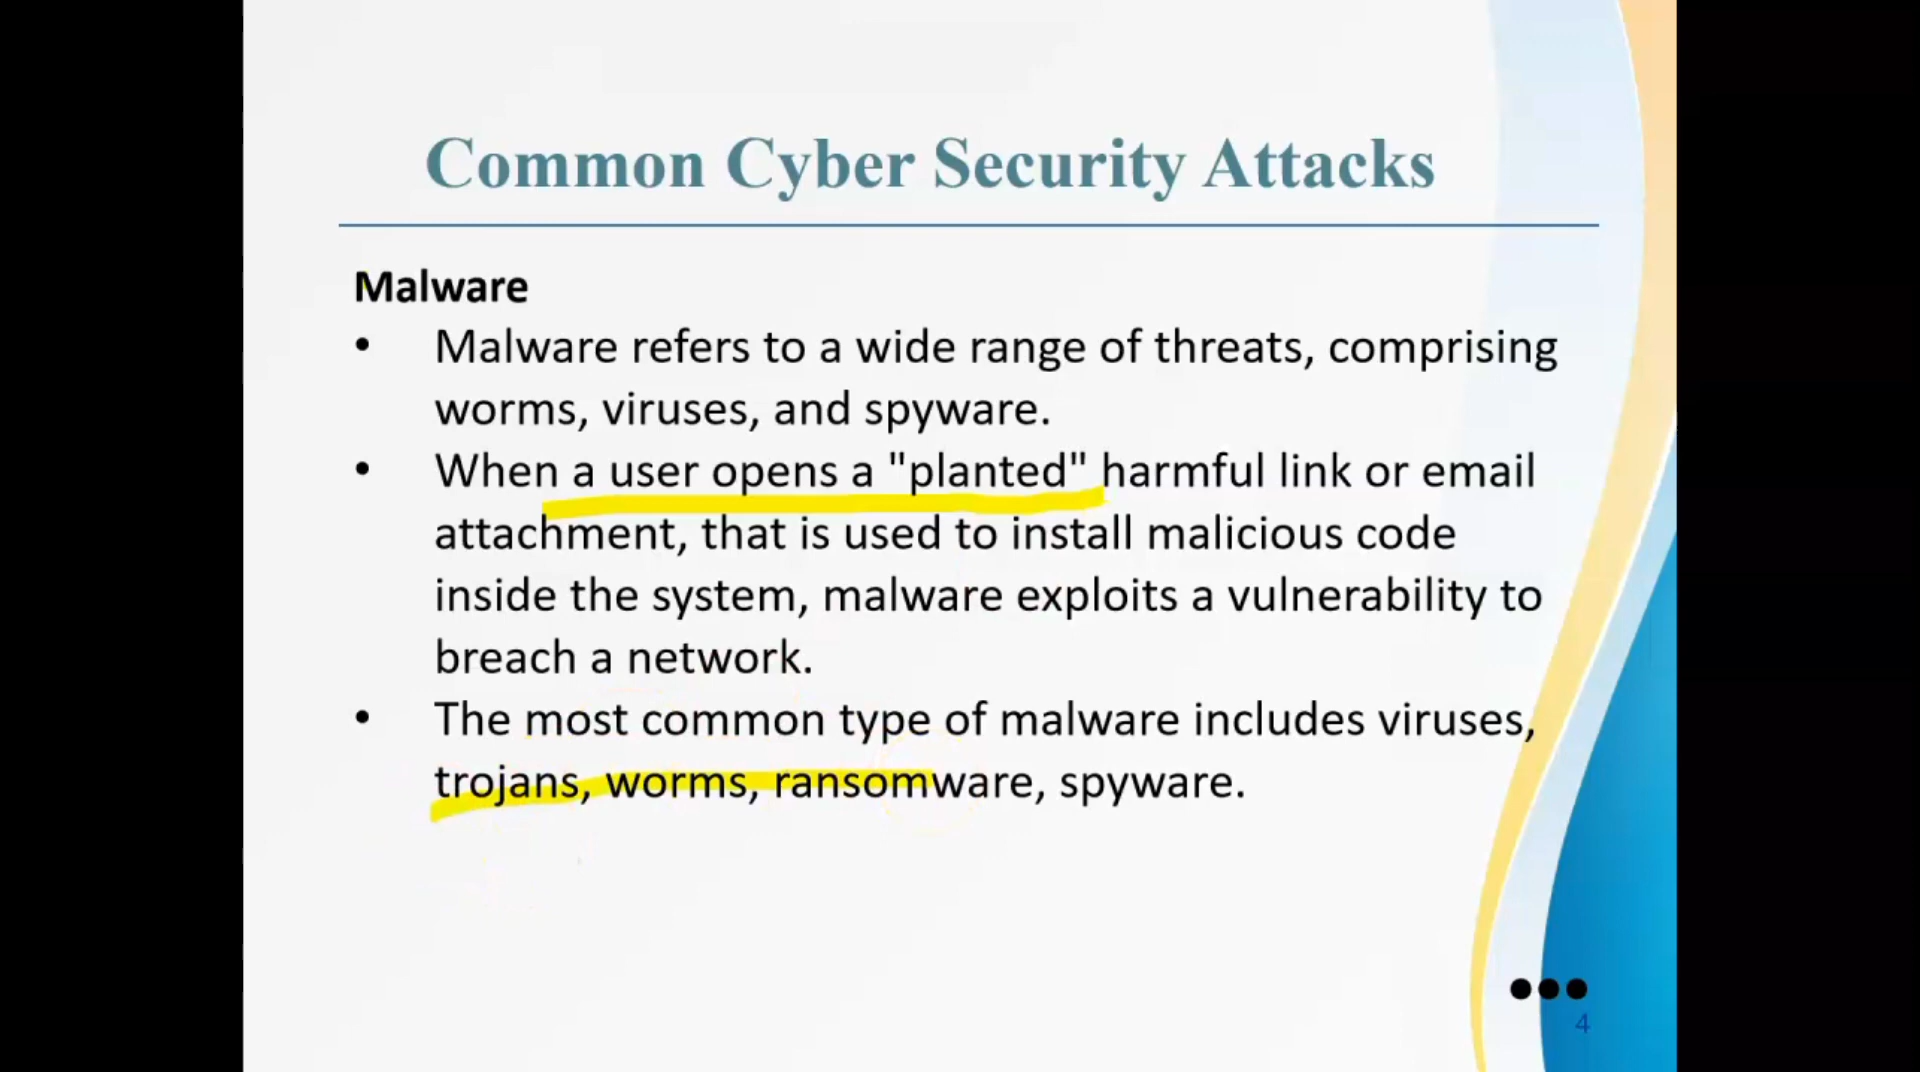 Common Cyber Security Attacks
Malware
• Malware refers to a wide range of threats, comprising
worms, viruses, and spyware.
• When a user opens a "planted" harmful link or email
attachment, that is used to install malicious code
inside the system, malware exploits a vulnerability to
breach a network.
• The most common type of malware includes viruses,
trojans, worms, ransomware, spyware.
4